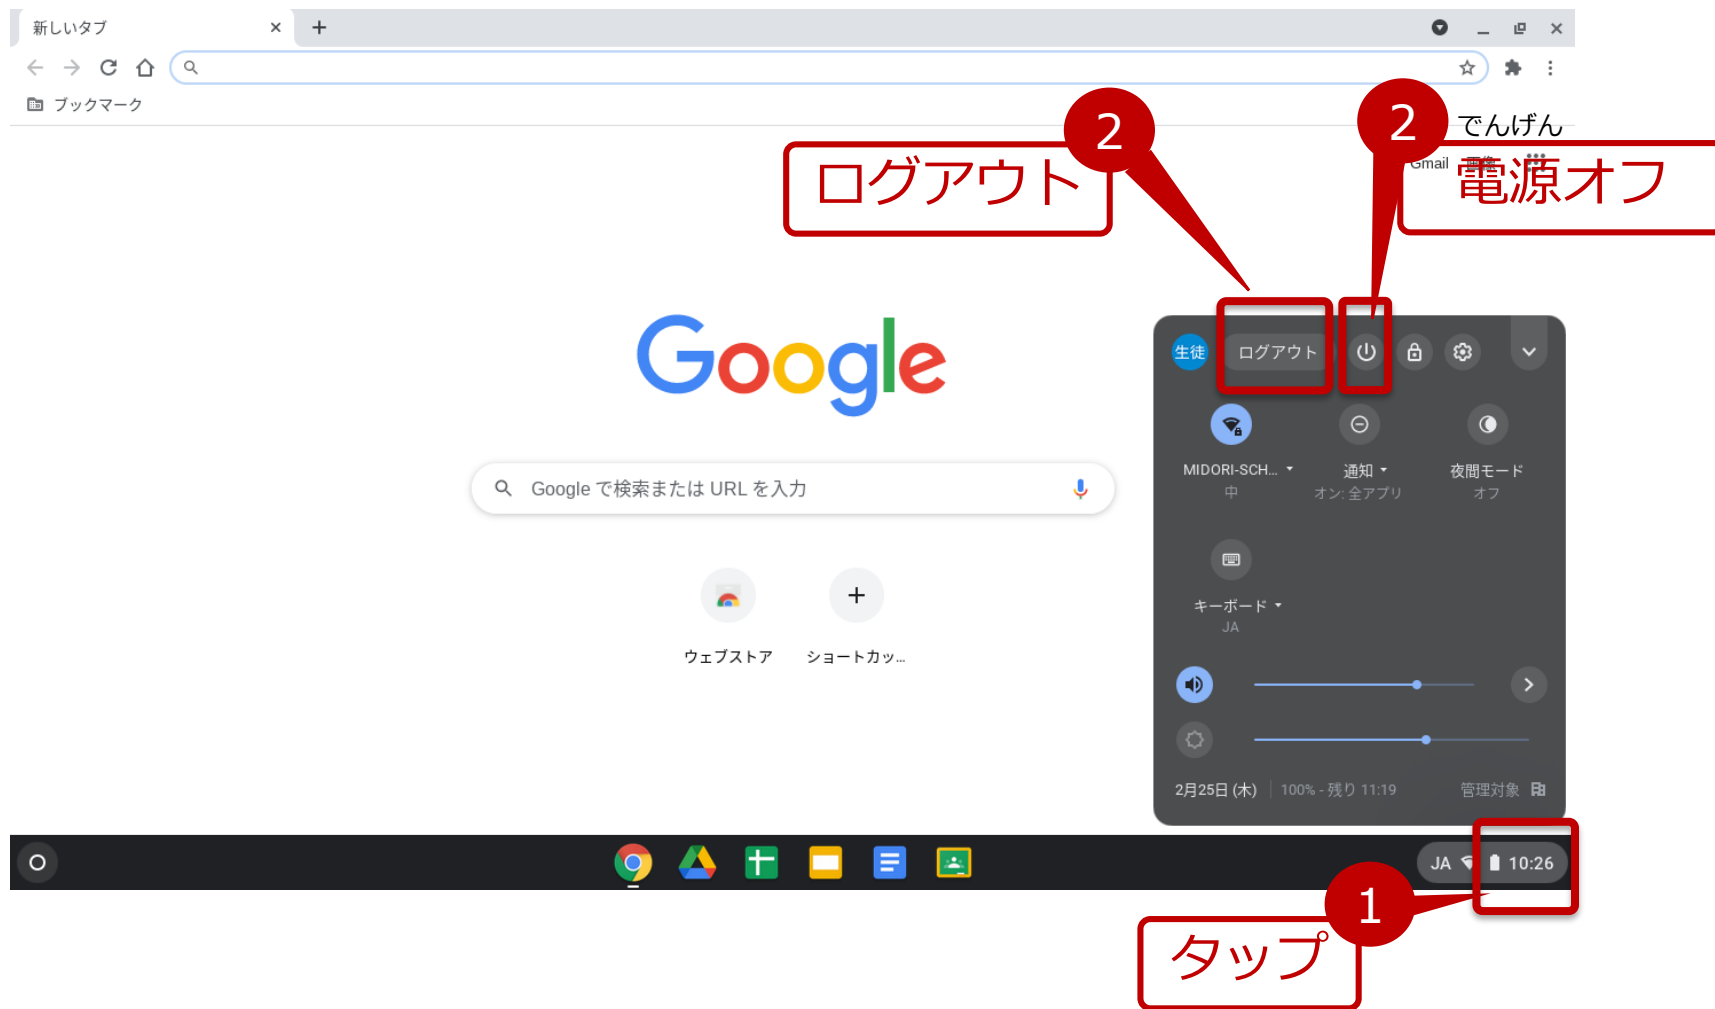 新しいタブ
ブックマーク
2
2
でんげん
ログアウト
Gmail 画像
電源オフ
Google
生徒
ログアウト
MIDORI-SCH...
中
通知
オン: 全アプリ
夜間モード
オフ
Google で検索または URL を入力
キーボード
JA
ウェブストア
ショートカッ...
2月25日 (木)
100% - 残り 11:19
管理対象
JA
10:26
1
タップ